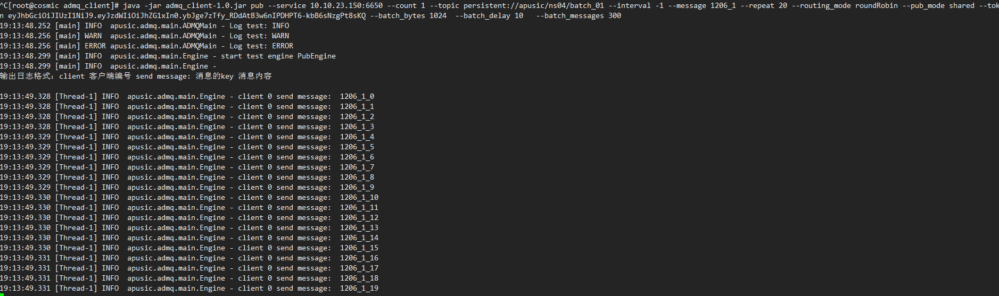 ^C[root@cosmic admq_client]# java -jar admq_client-1.0.jar pub --service 10.10.23.150:6650 --count 1 --topic persistent://apusic/ns04/batch_01 --interval -1 --message 1206_1 --repeat 20 --routing_mode roundRobin --pub_mode shared --tok
n eyJhbGciOiJIUzI1NiJ9.eyJzdWIiOiJhZG1xIn0.ybJge7zTfy_RDdAtB3w6nIPDHPT6-kbB6sNzgPt8sKQ --batch_bytes 1024  --batch_delay 10   --batch_messages 300
19:13:48.252 [main] INFO  apusic.admq.main.ADMQMain - Log test: INFO
19:13:48.256 [main] WARN  apusic.admq.main.ADMQMain - Log test: WARN
19:13:48.256 [main] ERROR apusic.admq.main.ADMQMain - Log test: ERROR
19:13:48.299 [main] INFO  apusic.admq.main.Engine - start test engine PubEngine
19:13:48.299 [main] INFO  apusic.admq.main.Engine -
输出日志格式: client 客户端编号 send message: 消息的key 消息内容
19:13:49.328 [Thread-1] INFO  apusic.admq.main.Engine - client 0 send message:  1206_1_0
19:13:49.328 [Thread-1] INFO  apusic.admq.main.Engine - client 0 send message:  1206_1_1
19:13:49.328 [Thread-1] INFO  apusic.admq.main.Engine - client 0 send message:  1206_1_2
19:13:49.328 [Thread-1] INFO  apusic.admq.main.Engine - client 0 send message:  1206_1_3
19:13:49.329 [Thread-1] INFO  apusic.admq.main.Engine - client 0 send message:  1206_1_4
19:13:49.329 [Thread-1] INFO  apusic.admq.main.Engine - client 0 send message:  1206_1_5
19:13:49.329 [Thread-1] INFO  apusic.admq.main.Engine - client 0 send message:  1206_1_6
19:13:49.329 [Thread-1] INFO  apusic.admq.main.Engine - client 0 send message:  1206_1_7
19:13:49.329 [Thread-1] INFO  apusic.admq.main.Engine - client 0 send message:  1206_1_8
19:13:49.329 [Thread-1] INFO  apusic.admq.main.Engine - client 0 send message:  1206_1_9
19:13:49.330 [Thread-1] INFO  apusic.admq.main.Engine - client 0 send message:  1206_1_10
19:13:49.330 [Thread-1] INFO  apusic.admq.main.Engine - client 0 send message:  1206_1_11
19:13:49.330 [Thread-1] INFO  apusic.admq.main.Engine - client 0 send message:  1206_1_12
19:13:49.330 [Thread-1] INFO  apusic.admq.main.Engine - client 0 send message:  1206_1_13
19:13:49.330 [Thread-1] INFO  apusic.admq.main.Engine - client 0 send message:  1206_1_14
19:13:49.330 [Thread-1] INFO  apusic.admq.main.Engine - client 0 send message:  1206_1_15
19:13:49.331 [Thread-1] INFO  apusic.admq.main.Engine - client 0 send message:  1206_1_16
19:13:49.331 [Thread-1] INFO  apusic.admq.main.Engine - client 0 send message:  1206_1_17
19:13:49.331 [Thread-1] INFO  apusic.admq.main.Engine - client 0 send message:  1206_1_18
19:13:49.331 [Thread-1] INFO  apusic.admq.main.Engine - client 0 send message:  1206_1_19